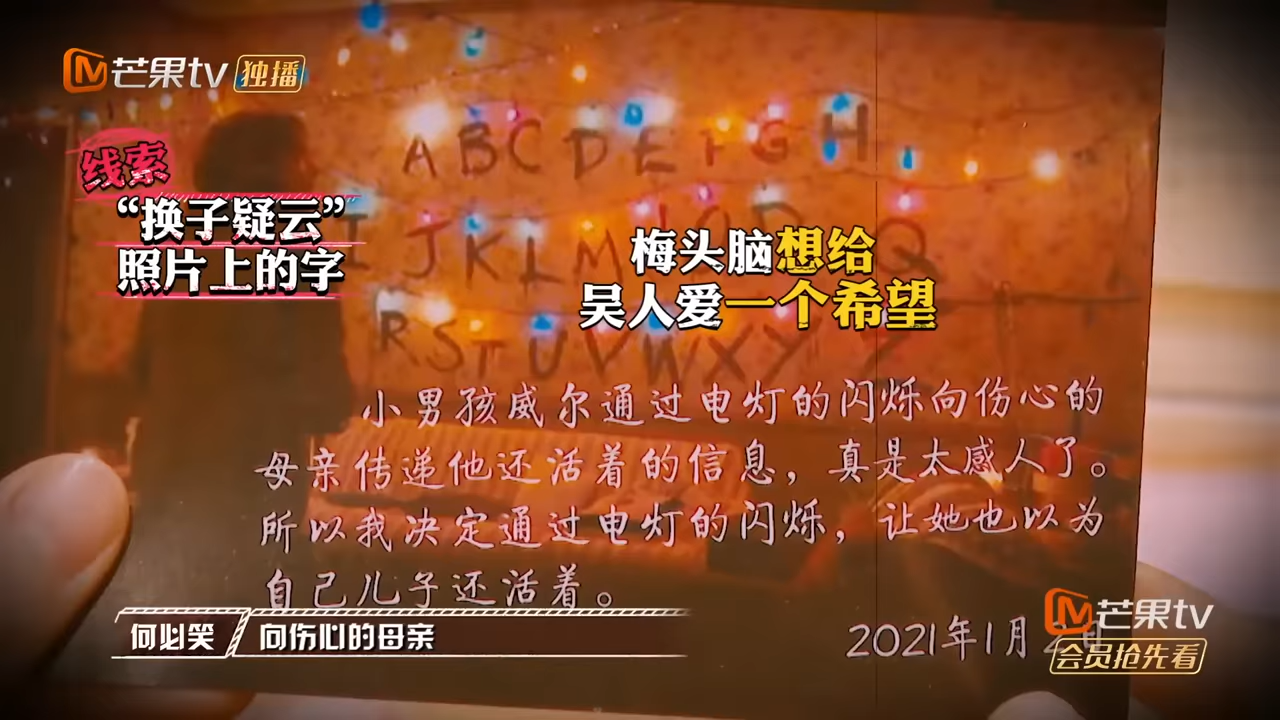 芒果tv 独播
线索
“换子疑云”
照片上的字
梅头脑想给
吴人爱一个希望
A B C D E F G H
I J K L M N O P Q
R S T U V W X Y Z
小男孩威尔通过电灯的闪烁向伤心的
母亲传递他还活着的信息，真是太感人了。
所以我决定通过电灯的闪烁，让她也以为
自己儿子还活着。
2021年1月2日
何必笑 向伤心的母亲
芒果tv
会员抢先看